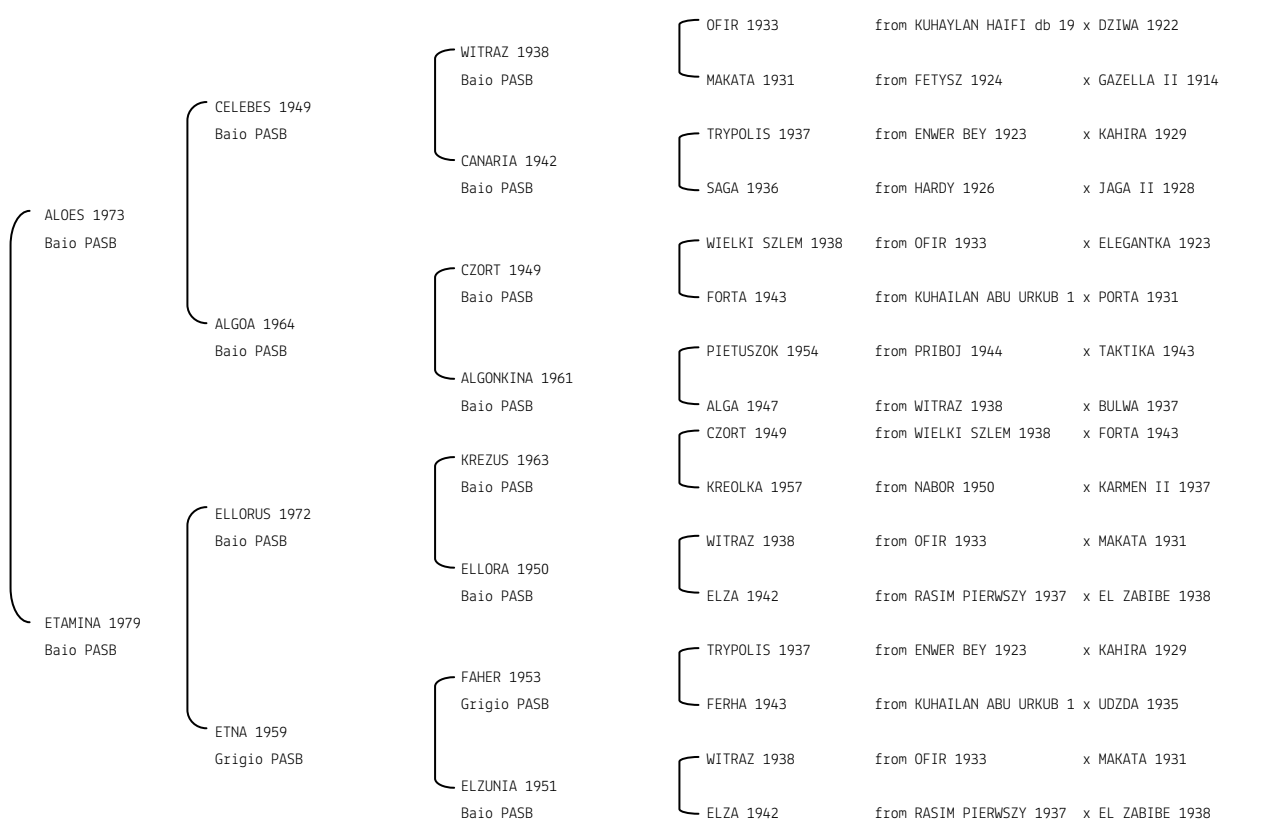 OFIR 1933 from KUHAYLAN HAIFI db 19 x DZIWA 1922
WITRAZ 1938
Baio PASB MAKATA 1931 from FETYSZ 1924 x GAZELLA II 1914
CELEBES 1949
Baio PASB TRYPOLIS 1937 from ENWER BEY 1923 x KAHIRA 1929
CANARIA 1942
Baio PASB SAGA 1936 from HARDY 1926 x JAGA II 1928
ALOES 1973
Baio PASB WIELKI SZLEM 1938 from OFIR 1933 x ELEGANTKA 1923
CZORT 1949
Baio PASB FORTA 1943 from KUHAILAN ABU URKUB 1 x PORTA 1931
ALGOA 1964
Baio PASB PIETUSZOK 1954 from PRIBOJ 1944 x TAKTIKA 1943
ALGONKINA 1961
Baio PASB ALGA 1947 from WITRAZ 1938 x BULWA 1937
CZORT 1949 from WIELKI SZLEM 1938 x FORTA 1943
KREZUS 1963
Baio PASB KREOLKA 1957 from NABOR 1950 x KARMEN II 1937
ELLORUS 1972
Baio PASB WITRAZ 1938 from OFIR 1933 x MAKATA 1931
ELLORA 1950
Baio PASB ELZA 1942 from RASIM PIERWSZY 1937 x EL ZABIBE 1938
ETAMINA 1979
Baio PASB TRYPOLIS 1937 from ENWER BEY 1923 x KAHIRA 1929
FAHER 1953
Grigio PASB FERHA 1943 from KUHAILAN ABU URKUB 1 x UDZDA 1935
ETNA 1959
Grigio PASB WITRAZ 1938 from OFIR 1933 x MAKATA 1931
ELZUNIA 1951
Baio PASB ELZA 1942 from RASIM PIERWSZY 1937 x EL ZABIBE 1938